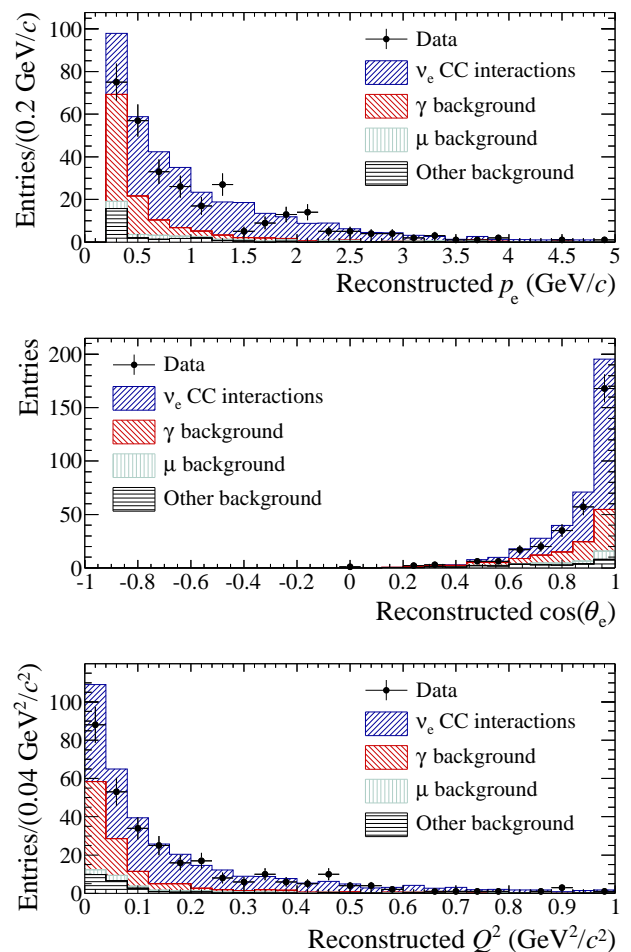 Entries/(0.2 GeV/c)
100
80
60
40
20
0
Data
νe CC interactions
γ background
μ background
Other background
0 0.5 1 1.5 2 2.5 3 3.5 4 4.5 5
Reconstructed pe (GeV/c)
Entries
200
150
100
50
0
Data
νe CC interactions
γ background
μ background
Other background
-1 -0.8 -0.6 -0.4 -0.2 0 0.2 0.4 0.6 0.8 1
Reconstructed cos(θe)
Entries/(0.04 GeV²/c²)
100
80
60
40
20
0
Data
νe CC interactions
γ background
μ background
Other background
0 0.1 0.2 0.3 0.4 0.5 0.6 0.7 0.8 0.9 1
Reconstructed Q² (GeV²/c²)